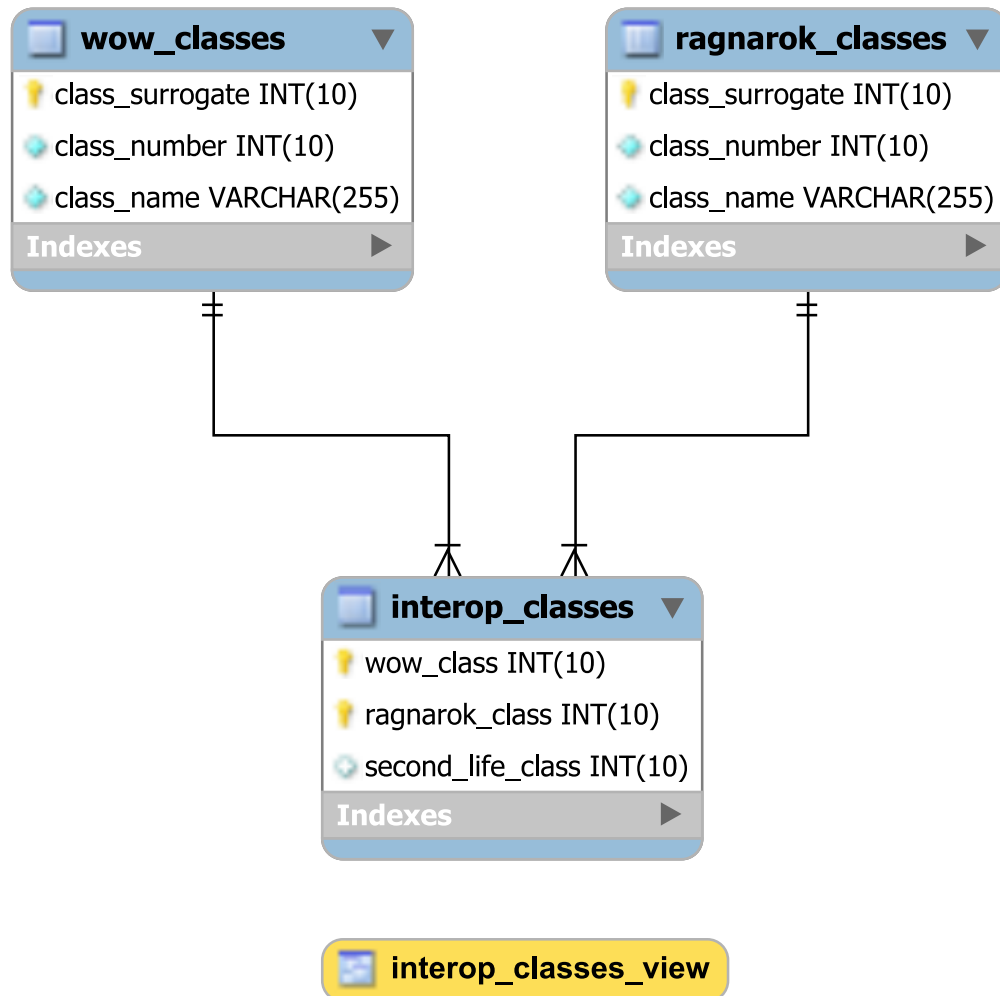 wow_classes
class_surrogate INT(10)
class_number INT(10)
class_name VARCHAR(255)
Indexes
ragnarok_classes
class_surrogate INT(10)
class_number INT(10)
class_name VARCHAR(255)
Indexes
interop_classes
wow_class INT(10)
ragnarok_class INT(10)
second_life_class INT(10)
Indexes
interop_classes_view